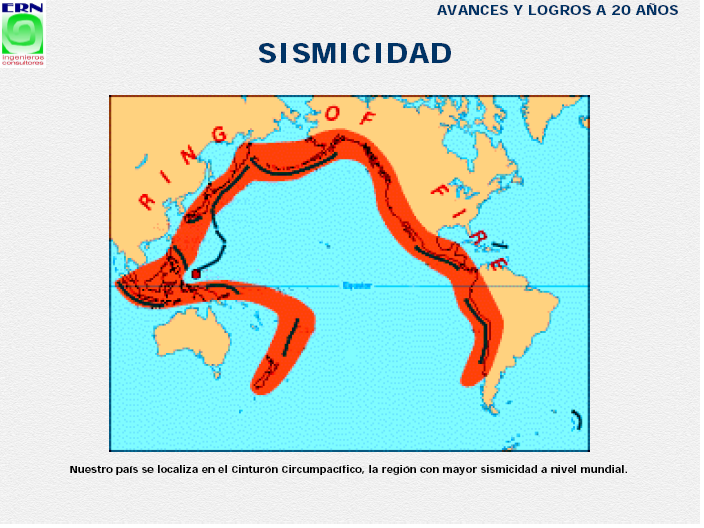 ERN
ingenieros
consultores
AVANCES Y LOGROS A 20 AÑOS
SISMICIDAD
RING OF FIRE
Equator
Nuestro país se localiza en el Cinturón Circumpacífico, la región con mayor sismicidad a nivel mundial.